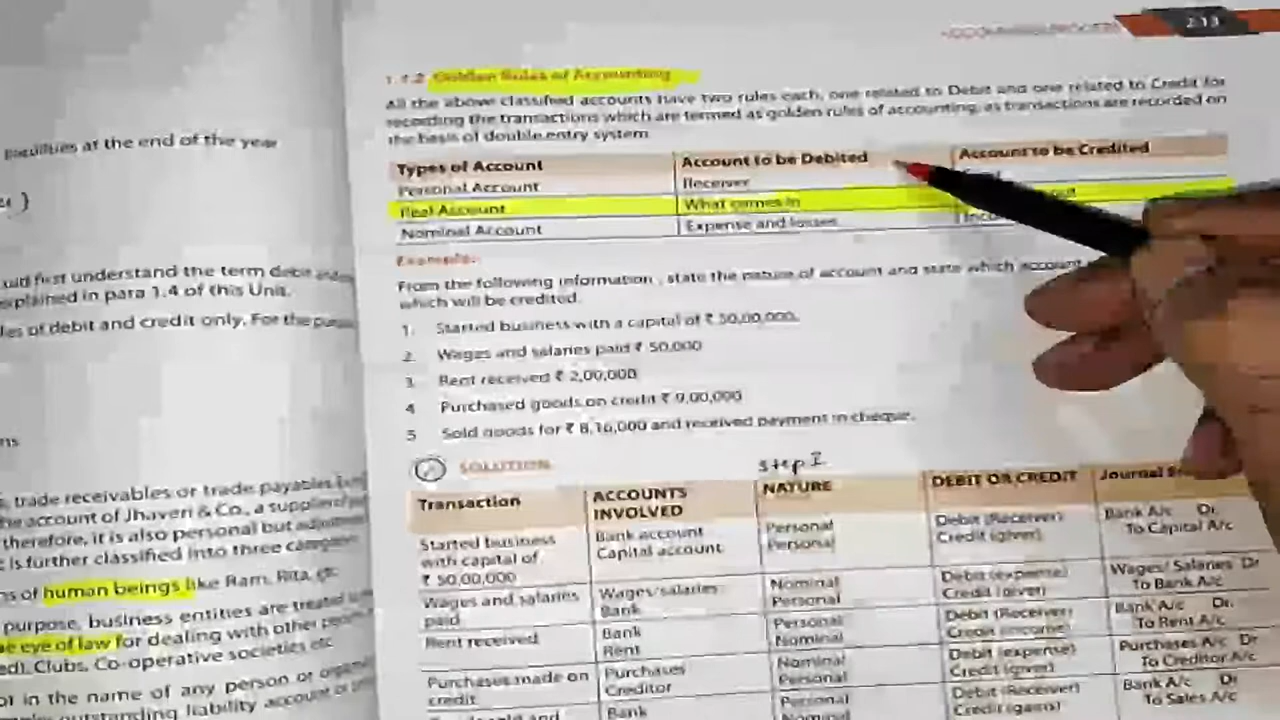 2.13
1.4.2 Golden Rules of Accounting
All the above classified accounts have two rules each, one related to Debit and one related to Credit for
recording the transactions which are termed as golden rules of accounting, as transactions are recorded on
the basis of double entry system.
Types of Account Account to be Debited Account to be Credited
Personal Account Receiver
Real Account What comes in out
Nominal Account Expense and losses
Example:
From the following information, state the nature of account and state which account
which will be credited.
1. Started business with a capital of ₹ 50,00,000.
2. Wages and salaries paid ₹ 50,000
3. Rent received ₹ 2,00,000
4 Purchased goods on credit ₹ 9,00,000
5 Sold goods for ₹ 8,16,000 and received payment in cheque.
SOLUTION
Step I
Transaction ACCOUNTS INVOLVED NATURE DEBIT OR CREDIT Journal
Started business Bank account Personal Debit (Receiver) Bank A/c Dr.
with capital of Capital account Personal Credit (giver) To Capital A/c
₹ 50,00,000
Wages and salaries Wages/salaries Nominal Debit (expense) Wages/ Salaries Dr
paid Bank Personal Credit (giver) To Bank A/c
Rent received Bank Personal Debit (Receiver) Bank A/c Dr.
Rent Nominal Credit (income) To Rent A/c
Purchases made on Purchases Nominal Debit (expense) Purchases A/c Dr
credit Creditor Personal Credit (giver) To Creditor A/c
Bank Personal Debit (Receiver) Bank A/c Dr
Nominal Credit (gains) To Sales A/c
at the end of the year
first understand the term debit
explained in para 1.4 of this Unit.
of debit and credit only. For the
trade receivables or trade payables
account of Jhaveri & Co., a supplier
therefore, it is also personal but
is further classified into three
of human beings like Ram, Rita, etc
purpose, business entities are treated
eye of law for dealing with other
Clubs, Co-operative societies etc
or in the name of any person or
outstanding liability account or